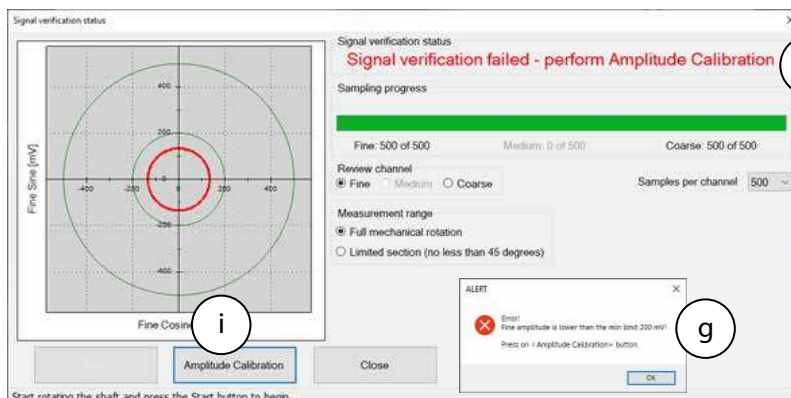 Signal verification status
Signal verification status
Signal verification failed - perform Amplitude Calibration
Sampling progress
Fine: 500 of 500 Medium: 0 of 500 Coarse: 500 of 500
Review channel
Fine Medium Coarse
Samples per channel 500
Measurement range
Full mechanical rotation
Limited section (no less than 45 degrees)
Fine Sine [mV]
400
200
-400 -200 0 200 400
-200
-400
Fine Cosine
i
ALERT
Error!
Fine amplitude is lower than the min limit 200 mV!
Press on <Amplitude Calibration> button.
OK
g
Amplitude Calibration
Close
Start rotating the shaft and press the Start button to begin